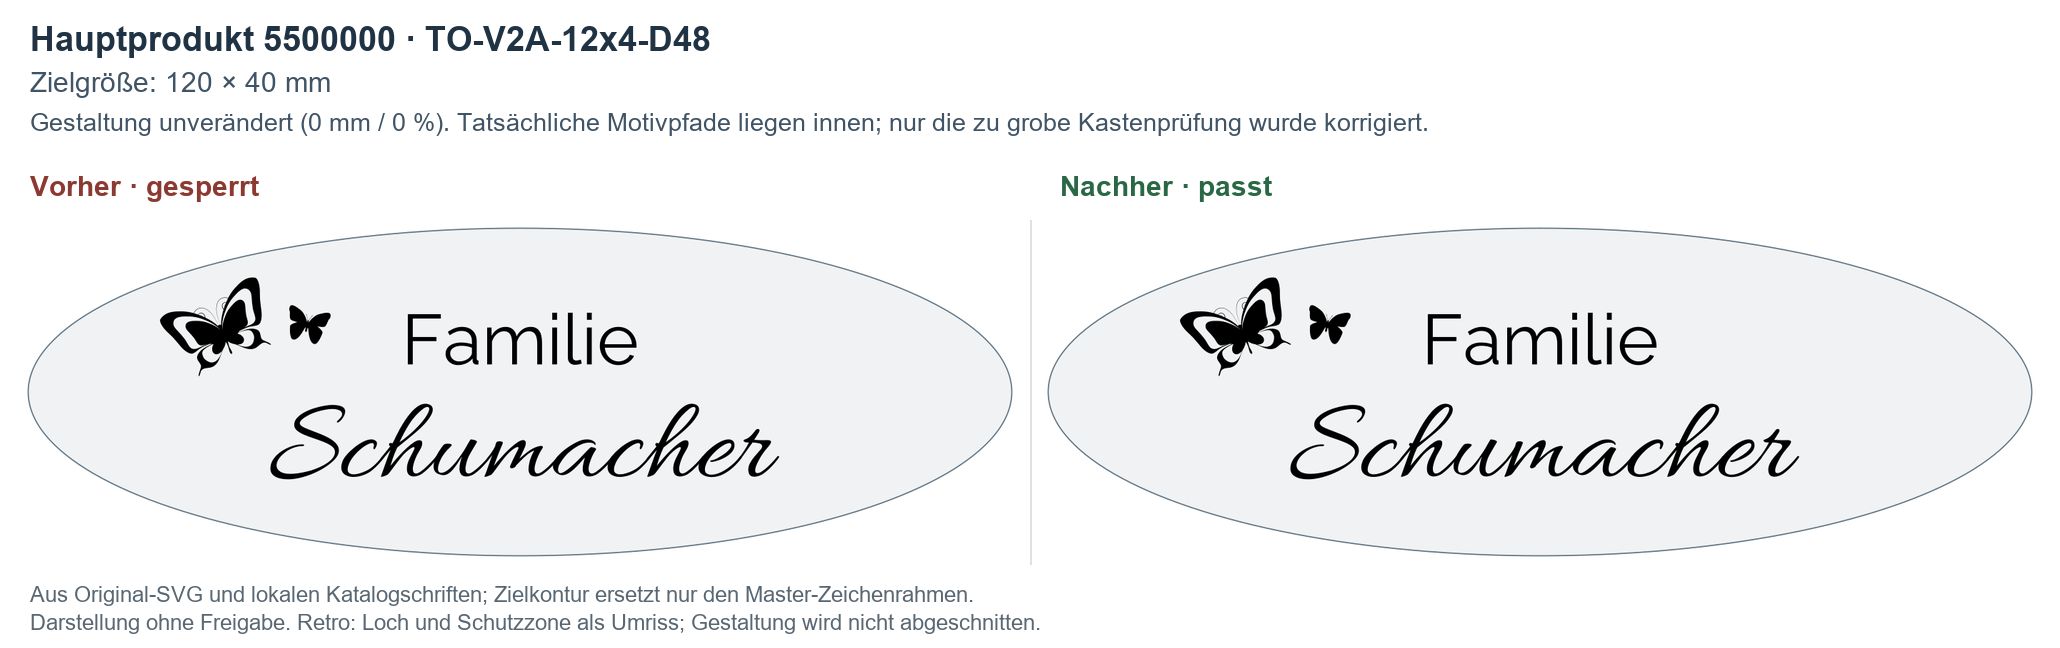 Hauptprodukt 5500000 · TO-V2A-12x4-D48
Zielgröße: 120 × 40 mm
Gestaltung unverändert (0 mm / 0 %). Tatsächliche Motivpfade liegen innen; nur die zu grobe Kastenprüfung wurde korrigiert.
Vorher · gesperrt
Familie
Schumacher
Nachher · passt
Familie
Schumacher
Aus Original-SVG und lokalen Katalogschriften; Zielkontur ersetzt nur den Master-Zeichenrahmen.
Darstellung ohne Freigabe. Retro: Loch und Schutzzone als Umriss; Gestaltung wird nicht abgeschnitten.